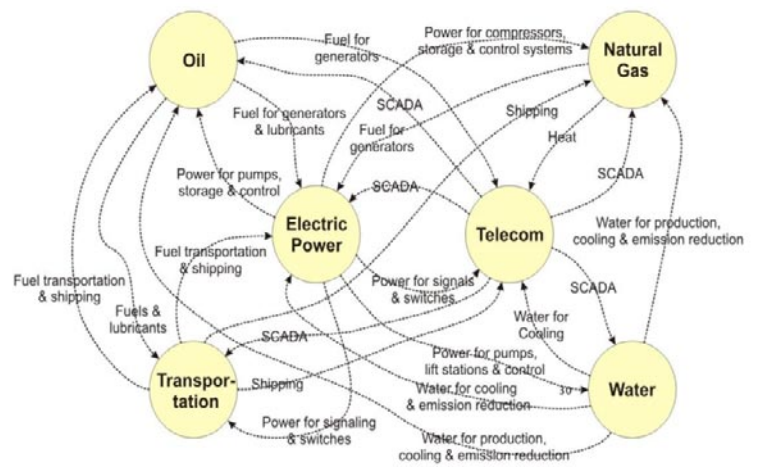 Oil
Fuel for
generators
Power for compressors,
storage & control systems
Natural
Gas
SCADA
Shipping
Fuel for generators
& lubricants
Fuel for
generators
Heat
Power for pumps,
storage & control
SCADA
SCADA
Electric
Power
Telecom
Water for production,
cooling & emission reduction
Fuel transportation
& shipping
Fuel transportation
& shipping
Power for signals
& switches
SCADA
Fuels &
lubricants
SCADA
Water for
Cooling
Power for pumps,
lift stations & control
Transpor-
tation
Shipping
Water for cooling
& emission reduction
30
Water
Power for signaling
& switches
Water for production,
cooling & emission reduction